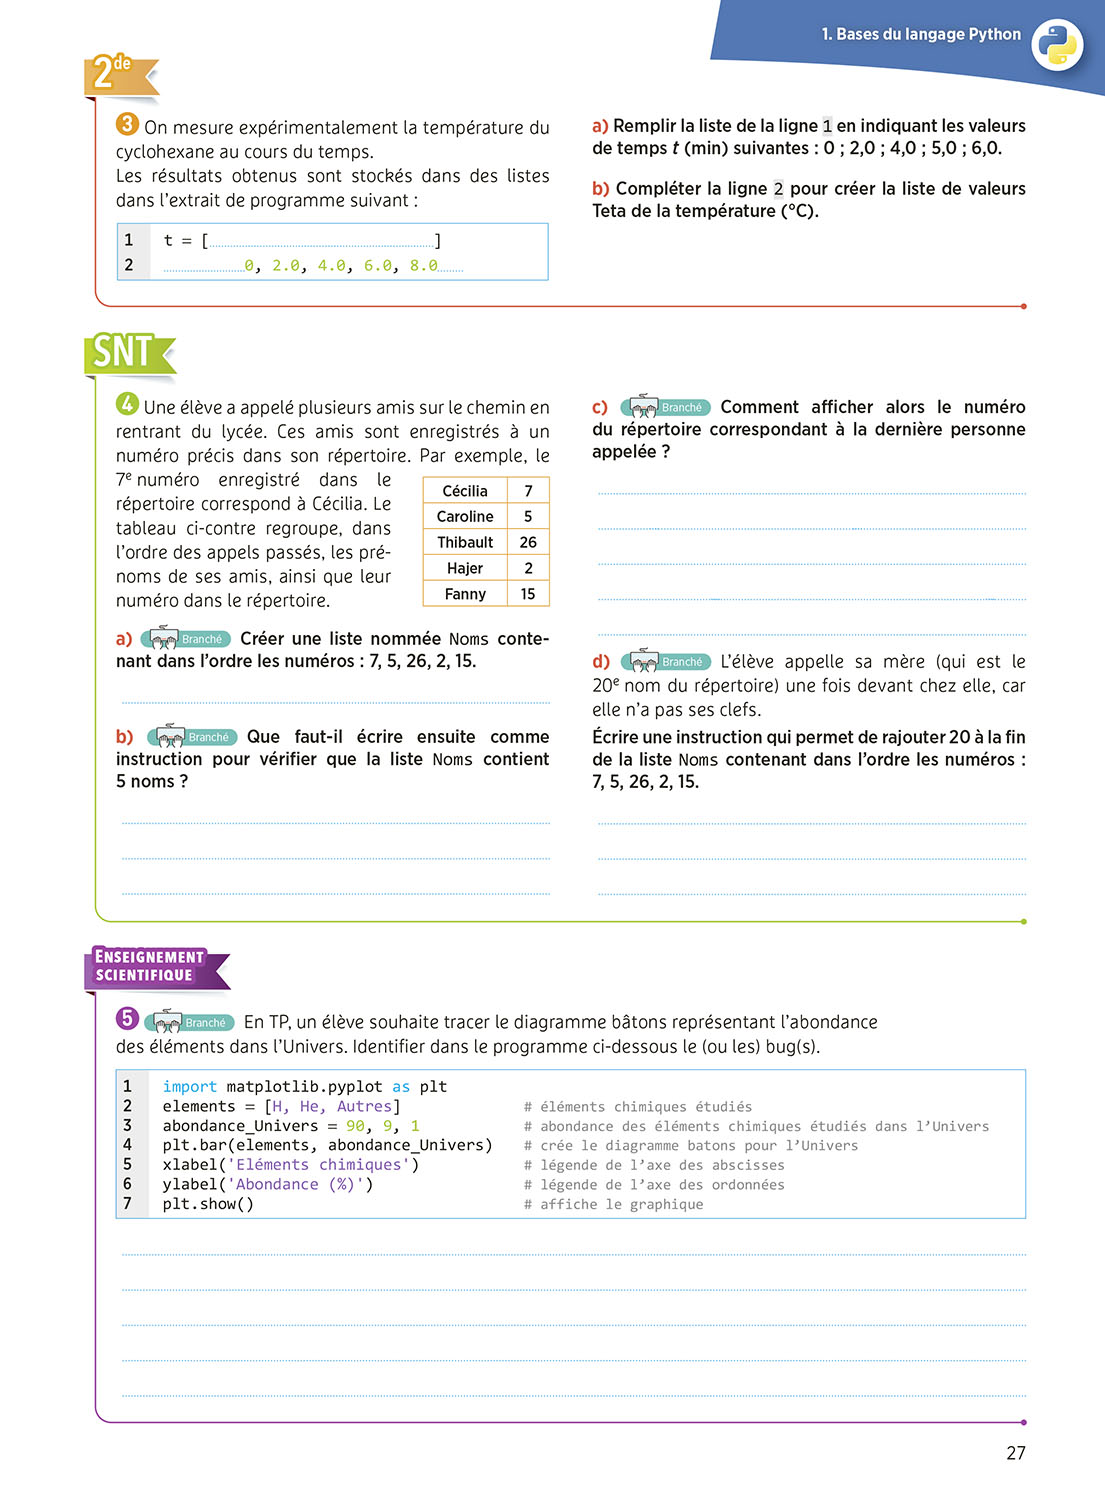 1. Bases du langage Python
2de
3 On mesure expérimentalement la température du
cyclohexane au cours du temps.
Les résultats obtenus sont stockés dans des listes
dans l'extrait de programme suivant :
1 t = [..........]
2 ..........0, 2.0, 4.0, 6.0, 8.0..........
a) Remplir la liste de la ligne 1 en indiquant les valeurs
de temps t (min) suivantes : 0 ; 2,0 ; 4,0 ; 5,0 ; 6,0.
b) Compléter la ligne 2 pour créer la liste de valeurs
Teta de la température (°C).
SNT
4 Une élève a appelé plusieurs amis sur le chemin en
rentrant du lycée. Ces amis sont enregistrés à un
numéro précis dans son répertoire. Par exemple, le
7e numéro enregistré dans le
répertoire correspond à Cécilia. Le
tableau ci-contre regroupe, dans
l'ordre des appels passés, les pré-
noms de ses amis, ainsi que leur
numéro dans le répertoire.
Cécilia 7
Caroline 5
Thibault 26
Hajer 2
Fanny 15
a) Branché Créer une liste nommée Noms conte-
nant dans l'ordre les numéros : 7, 5, 26, 2, 15.
b) Branché Que faut-il écrire ensuite comme
instruction pour vérifier que la liste Noms contient
5 noms ?
c) Branché Comment afficher alors le numéro
du répertoire correspondant à la dernière personne
appelée ?
d) Branché L'élève appelle sa mère (qui est le
20e nom du répertoire) une fois devant chez elle, car
elle n'a pas ses clefs.
Écrire une instruction qui permet de rajouter 20 à la fin
de la liste Noms contenant dans l'ordre les numéros :
7, 5, 26, 2, 15.
ENSEIGNEMENT
SCIENTIFIQUE
5 Branché En TP, un élève souhaite tracer le diagramme bâtons représentant l'abondance
des éléments dans l'Univers. Identifier dans le programme ci-dessous le (ou les) bug(s).
1 import matplotlib.pyplot as plt
2 elements = [H, He, Autres] # éléments chimiques étudiés
3 abondance_Univers = 90, 9, 1 # abondance des éléments chimiques étudiés dans l'Univers
4 plt.bar(elements, abondance_Univers) # crée le diagramme batons pour l'Univers
5 xlabel('Eléments chimiques') # légende de l'axe des abscisses
6 ylabel('Abondance (%)') # légende de l'axe des ordonnées
7 plt.show() # affiche le graphique
27